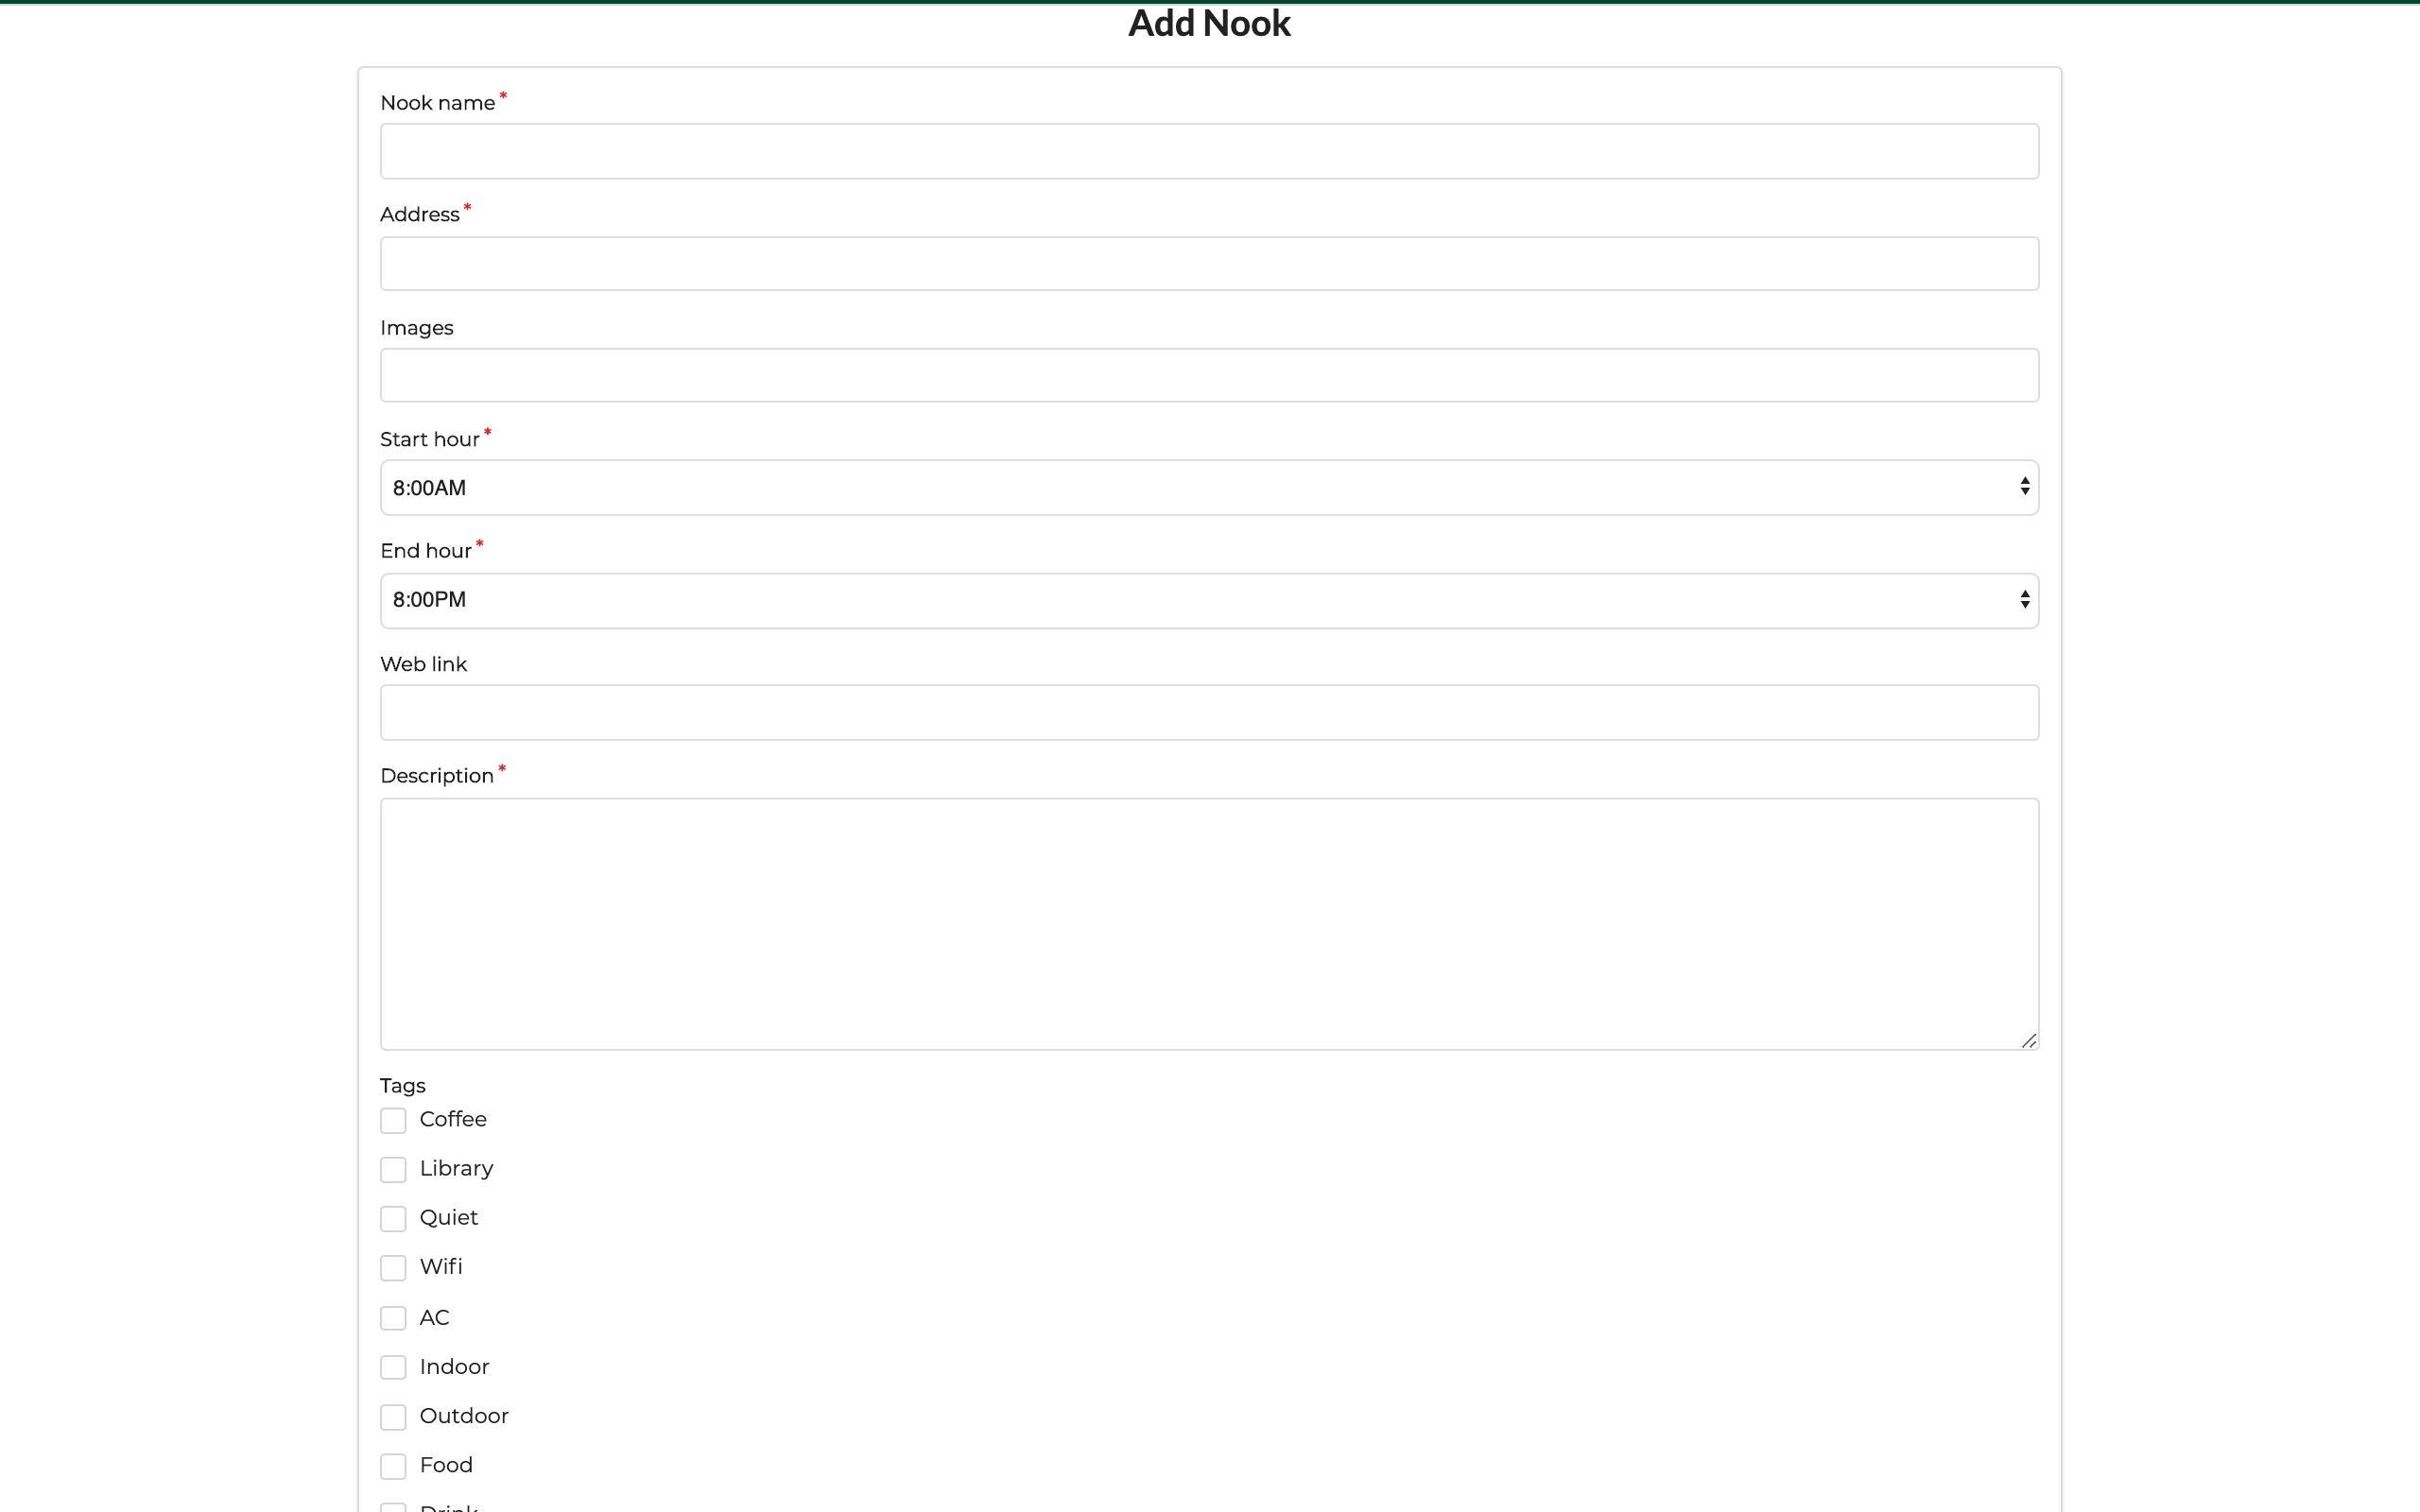 Add Nook
Nook name*
Address*
Images
Start hour*
8:00AM
End hour*
8:00PM
Web link
Description*
Tags
Coffee
Library
Quiet
Wifi
AC
Indoor
Outdoor
Food
Drink